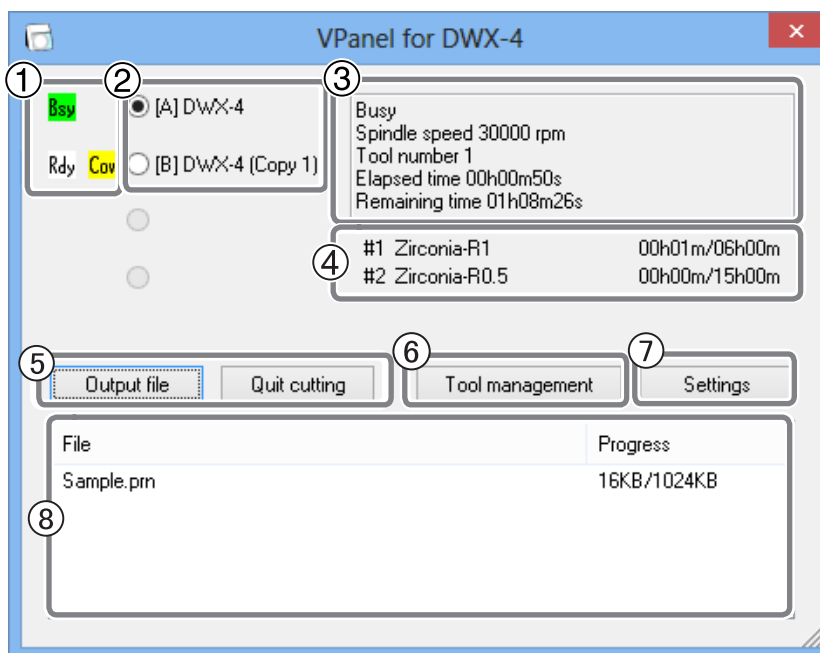 VPanel for DWX-4
×
① ② ③
Bsy [A] DWX-4
Rdy Cov [B] DWX-4 (Copy 1)
Busy
Spindle speed 30000 rpm
Tool number 1
Elapsed time 00h00m50s
Remaining time 01h08m26s
④
#1 Zirconia-R1 00h01m/06h00m
#2 Zirconia-R0.5 00h00m/15h00m
⑤ ⑥ ⑦
Output file Quit cutting Tool management Settings
File Progress
Sample.prn 16KB/1024KB
⑧